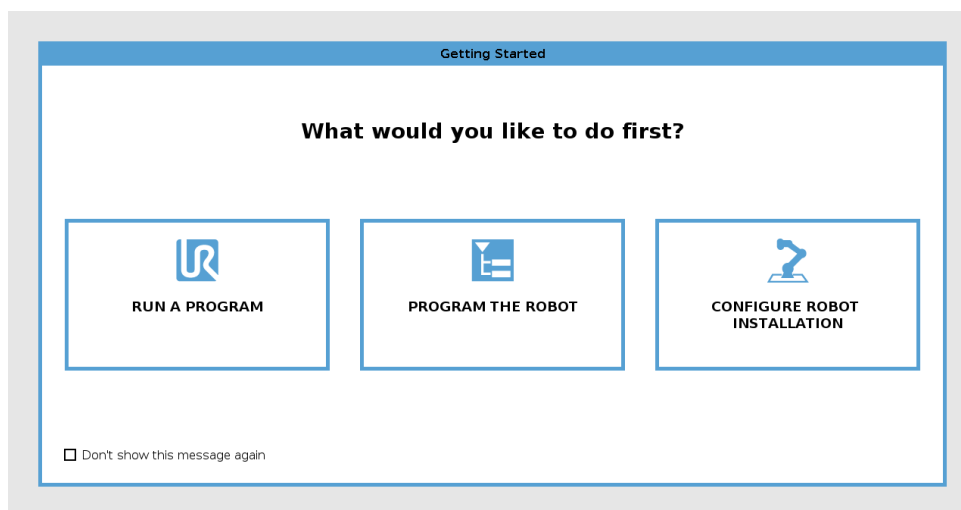 Getting Started
What would you like to do first?
RUN A PROGRAM
PROGRAM THE ROBOT
CONFIGURE ROBOT
INSTALLATION
Don't show this message again